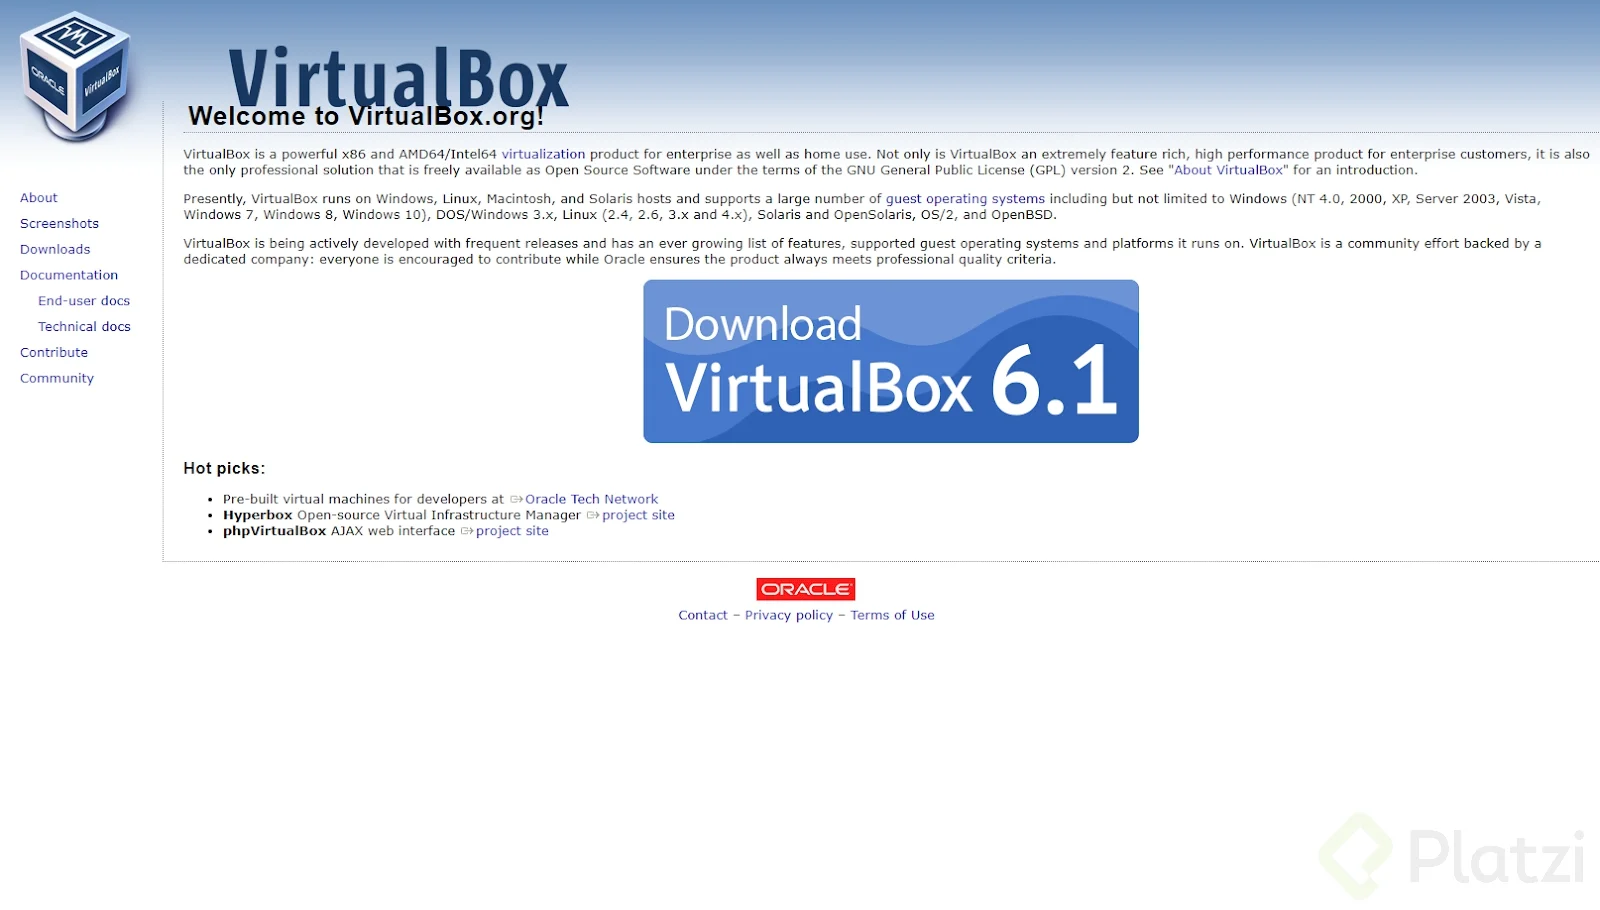 ORACLE
VirtualBox
VirtualBox
Welcome to VirtualBox.org!
VirtualBox is a powerful x86 and AMD64/Intel64 virtualization product for enterprise as well as home use. Not only is VirtualBox an extremely feature rich, high performance product for enterprise customers, it is also
the only professional solution that is freely available as Open Source Software under the terms of the GNU General Public License (GPL) version 2. See "About VirtualBox" for an introduction.
Presently, VirtualBox runs on Windows, Linux, Macintosh, and Solaris hosts and supports a large number of guest operating systems including but not limited to Windows (NT 4.0, 2000, XP, Server 2003, Vista,
Windows 7, Windows 8, Windows 10), DOS/Windows 3.x, Linux (2.4, 2.6, 3.x and 4.x), Solaris and OpenSolaris, OS/2, and OpenBSD.
VirtualBox is being actively developed with frequent releases and has an ever growing list of features, supported guest operating systems and platforms it runs on. VirtualBox is a community effort backed by a
dedicated company: everyone is encouraged to contribute while Oracle ensures the product always meets professional quality criteria.
About
Screenshots
Downloads
Documentation
End-user docs
Technical docs
Contribute
Community
Download
VirtualBox 6.1
Hot picks:
• Pre-built virtual machines for developers at Oracle Tech Network
• Hyperbox Open-source Virtual Infrastructure Manager project site
• phpVirtualBox AJAX web interface project site
ORACLE
Contact – Privacy policy – Terms of Use
Platzi